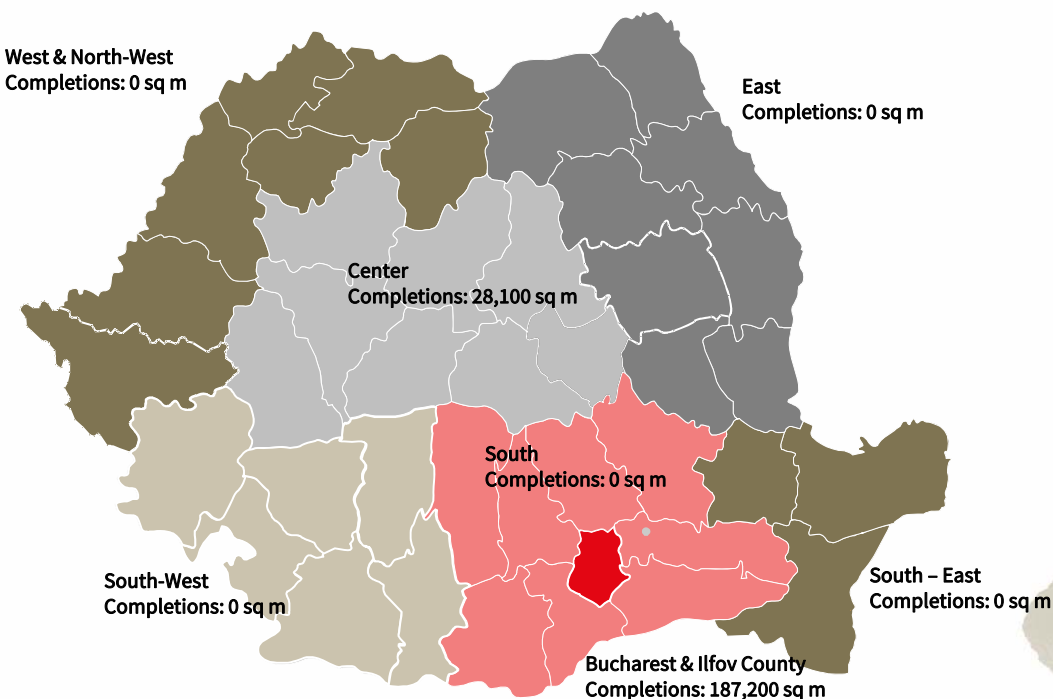 West & North-West
Completions: 0 sq m
East
Completions: 0 sq m
Center
Completions: 28,100 sq m
South
Completions: 0 sq m
South-West
Completions: 0 sq m
South – East
Completions: 0 sq m
Bucharest & Ilfov County
Completions: 187,200 sq m